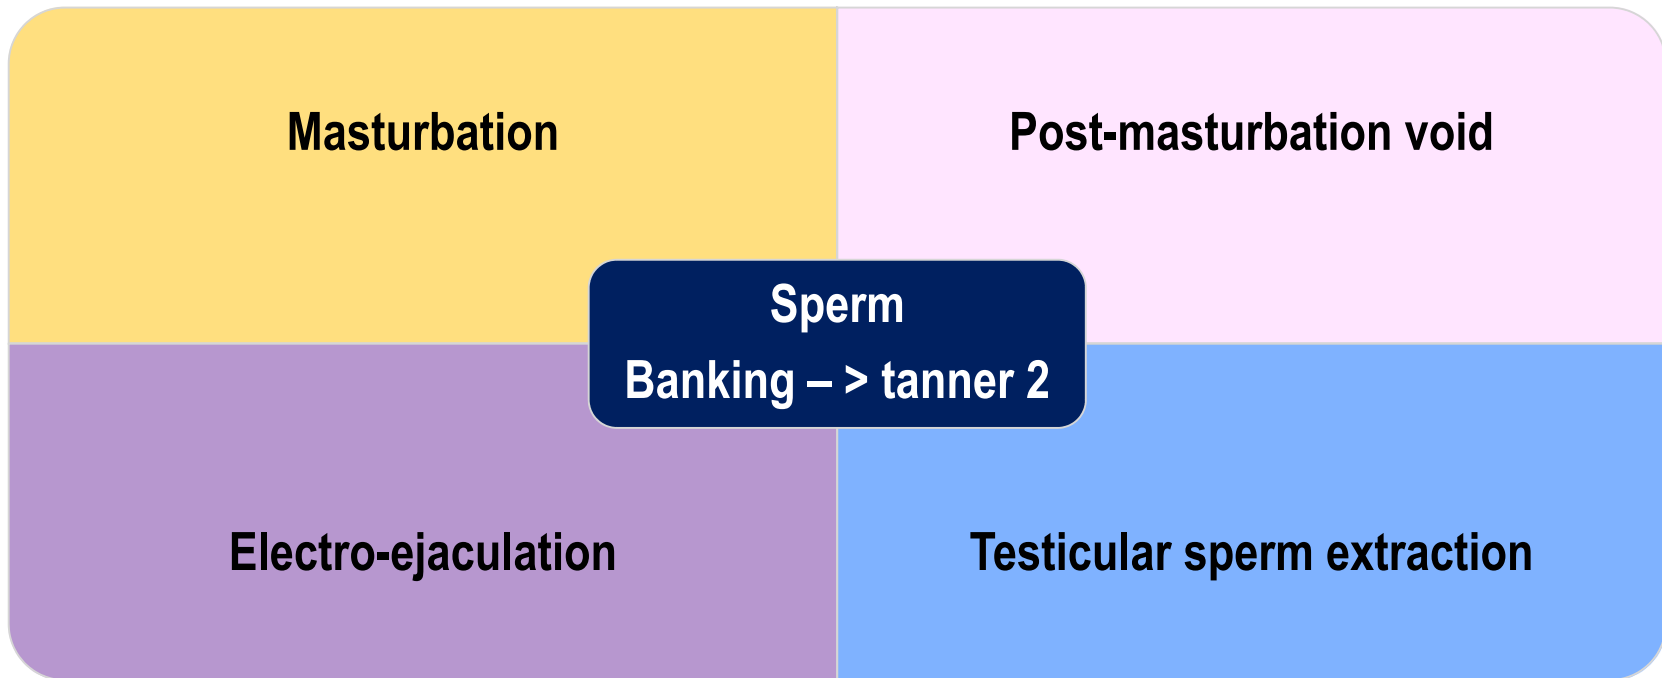 Masturbation
Post-masturbation void
Sperm
Banking – > tanner 2
Electro-ejaculation
Testicular sperm extraction